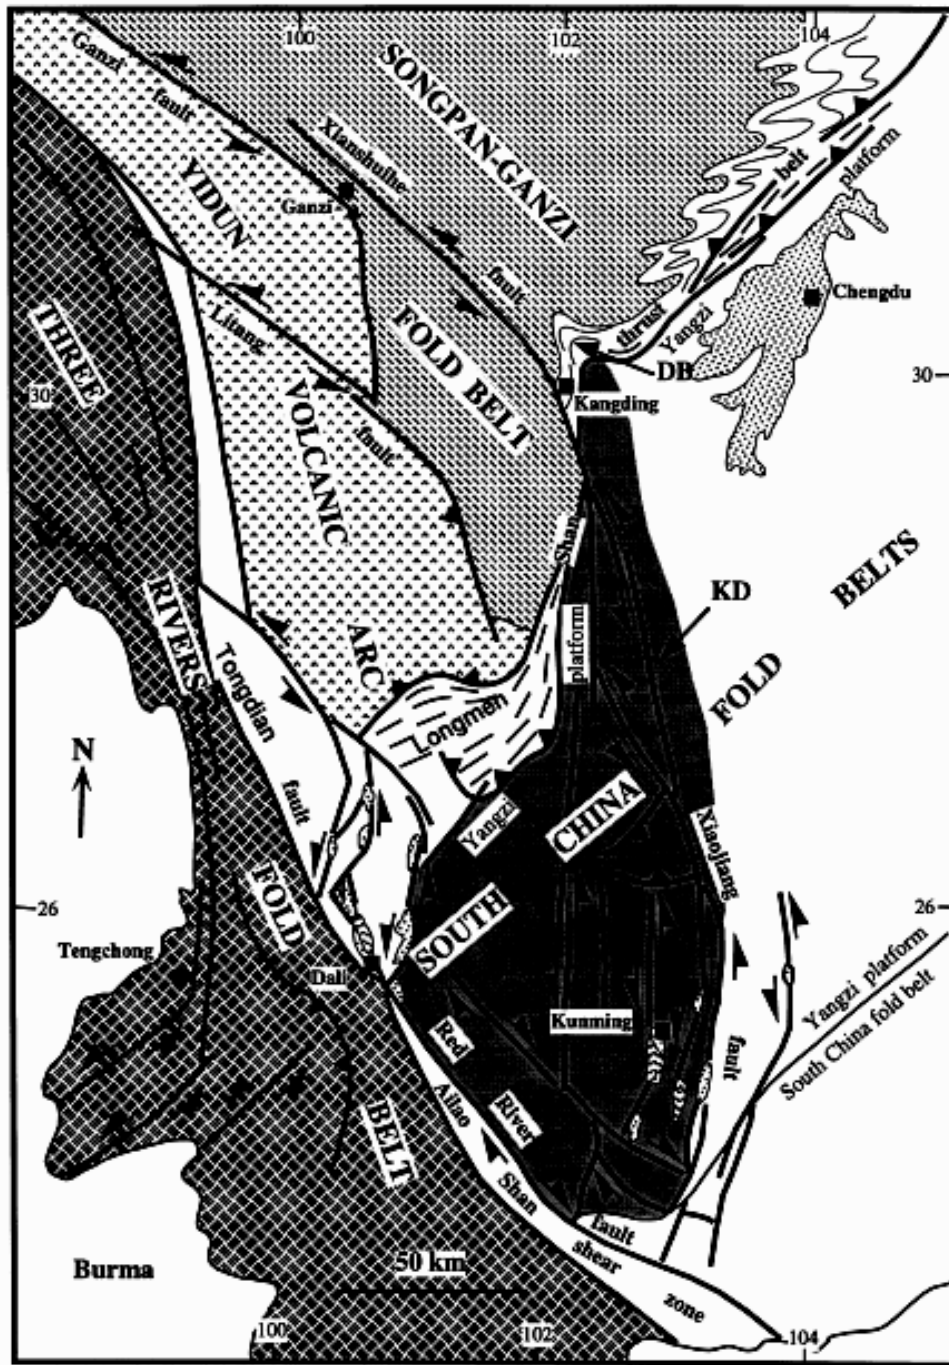 100
102
104
Ganzi
fault
SONGPAN-GANZI
Xianshuihe
fault
belt
platform
YIDUN
Ganzi
Chengdu
Litang
fault
FOLD BELT
thrust
Yangzi
DB
30
30
Kangding
THREE
VOLCANIC
Shan
BELTS
KD
platform
RIVERS
ARC
Tongdian
fault
FOLD
Longmen
N
CHINA
Yangzi
Xiaojiang
26
26
FOLD
SOUTH
Tengchong
Dali
Yangzi platform
South China fold belt
Kunming
fault
Red
River
fault
Ailao
Shan
shear
zone
BELT
Burma
50 km
100
102
104